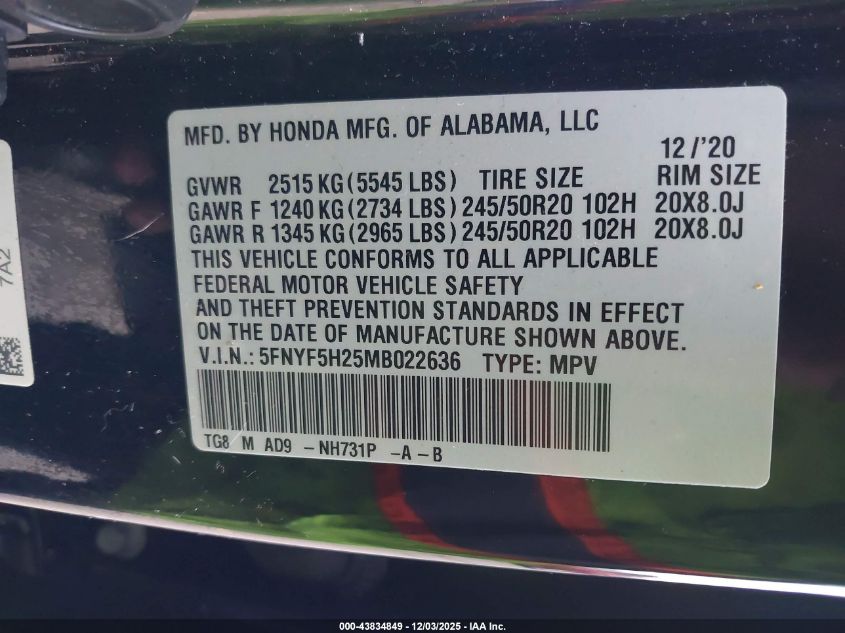 MFD. BY HONDA MFG. OF ALABAMA, LLC
12/'20
GVWR 2515 KG (5545 LBS) TIRE SIZE RIM SIZE
GAWR F 1240 KG (2734 LBS) 245/50R20 102H 20X8.0J
GAWR R 1345 KG (2965 LBS) 245/50R20 102H 20X8.0J
THIS VEHICLE CONFORMS TO ALL APPLICABLE
FEDERAL MOTOR VEHICLE SAFETY
AND THEFT PREVENTION STANDARDS IN EFFECT
ON THE DATE OF MANUFACTURE SHOWN ABOVE.
V.I.N.: 5FNYF5H25MB022636 TYPE: MPV
TG8 M AD9 -NH731P -A-B
7A2
000-43834849 - 12/03/2025 - IAA Inc.